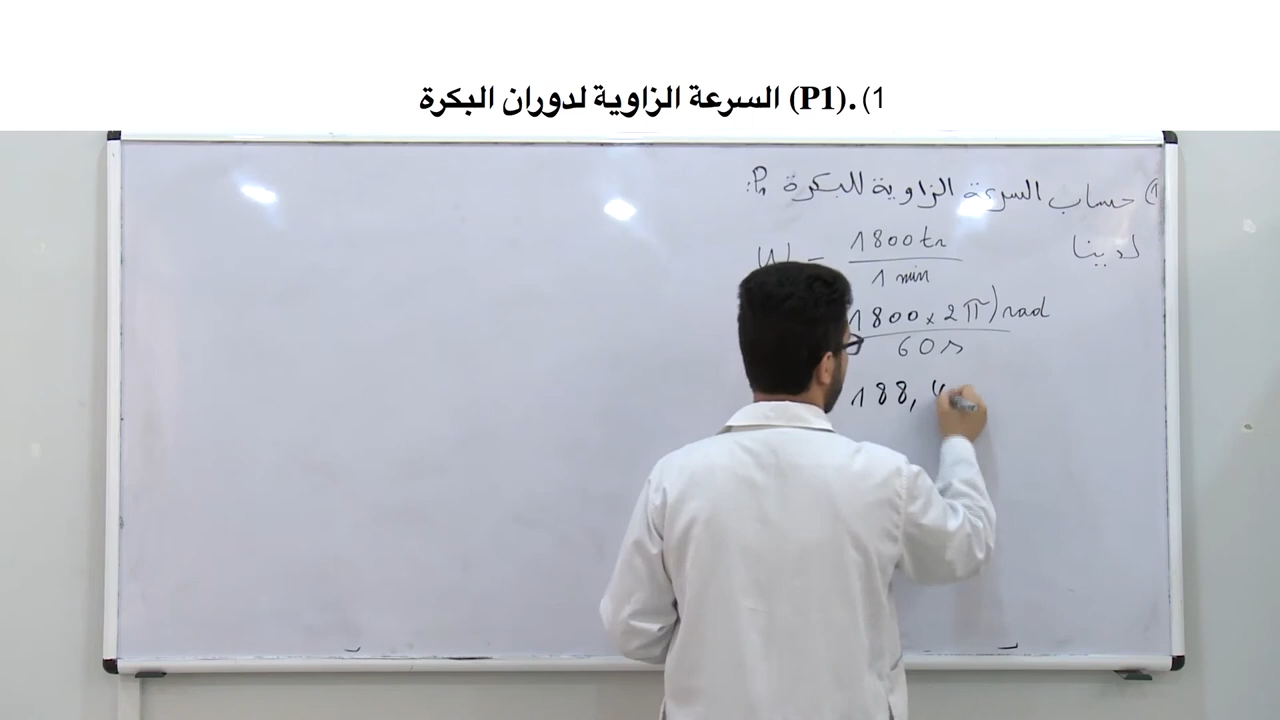 1) السرعة الزاوية لدوران البكرة (P1).
1) حساب السرعة الزاوية للبكرة P1:
لدينا
W = 1800 tr
1 min
1800 x 2π) rad
60 s
188, 4